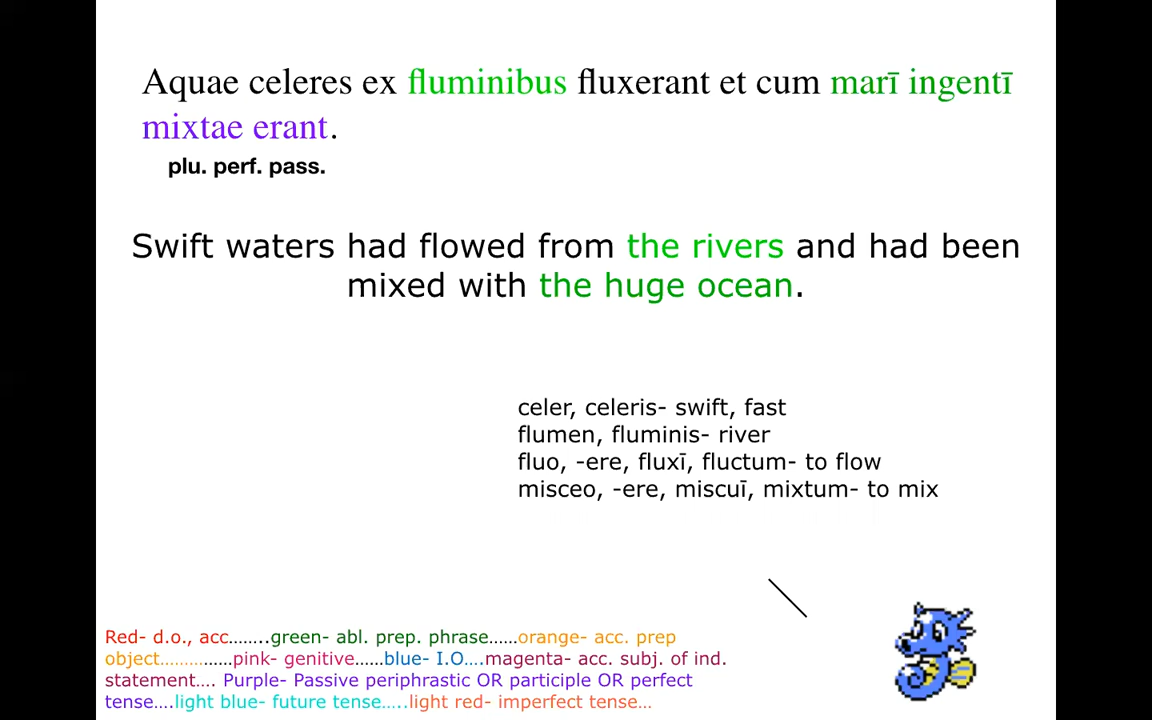 Aquae celeres ex fluminibus fluxerant et cum marī ingentī
mixtae erant.
plu. perf. pass.
Swift waters had flowed from the rivers and had been
mixed with the huge ocean.
celer, celeris- swift, fast
flumen, fluminis- river
fluo, -ere, fluxī, fluctum- to flow
misceo, -ere, miscuī, mixtum- to mix
Red- d.o., acc……..green- abl. prep. phrase……orange- acc. prep
object……………..pink- genitive……blue- I.O….magenta- acc. subj. of ind.
statement…. Purple- Passive periphrastic OR participle OR perfect
tense….light blue- future tense…..light red- imperfect tense…